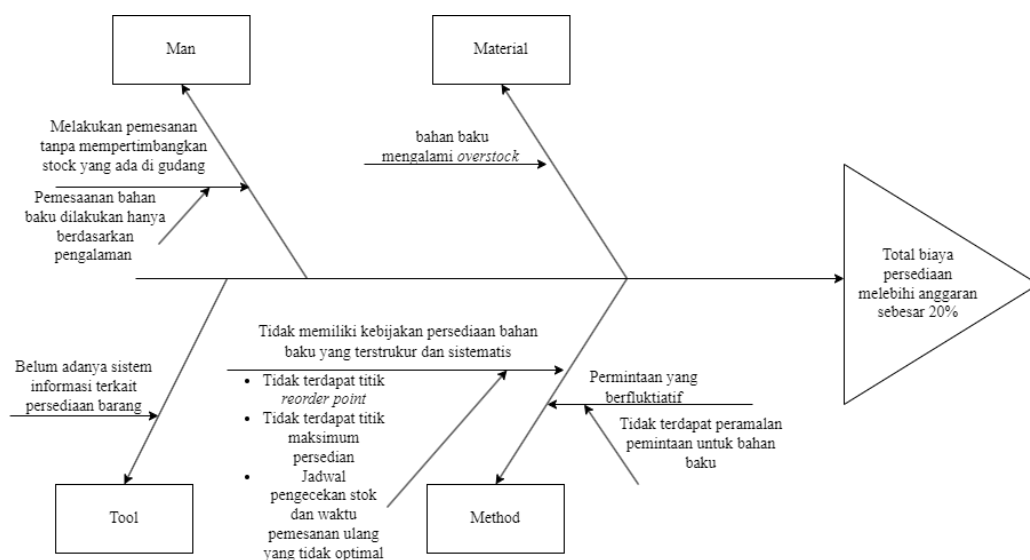 Man
Material
Melakukan pemesanan
tanpa mempertimbangkan
stock yang ada di gudang
bahan baku
mengalami overstock
Pemesaanan bahan
baku dilakukan hanya
berdasarkan
pengalaman
Total biaya
persediaan
melebihi anggaran
sebesar 20%
Tidak memiliki kebijakan persediaan bahan
baku yang terstruktur dan sistematis
Belum adanya sistem
informasi terkait
persediaan barang
• Tidak terdapat titik
reorder point
• Tidak terdapat titik
maksimum
persedian
• Jadwal
pengecekan stok
dan waktu
pemesanan ulang
yang tidak optimal
Permintaan yang
berfluktiatif
Tidak terdapat peramalan
pemintaan untuk bahan
baku
Tool
Method